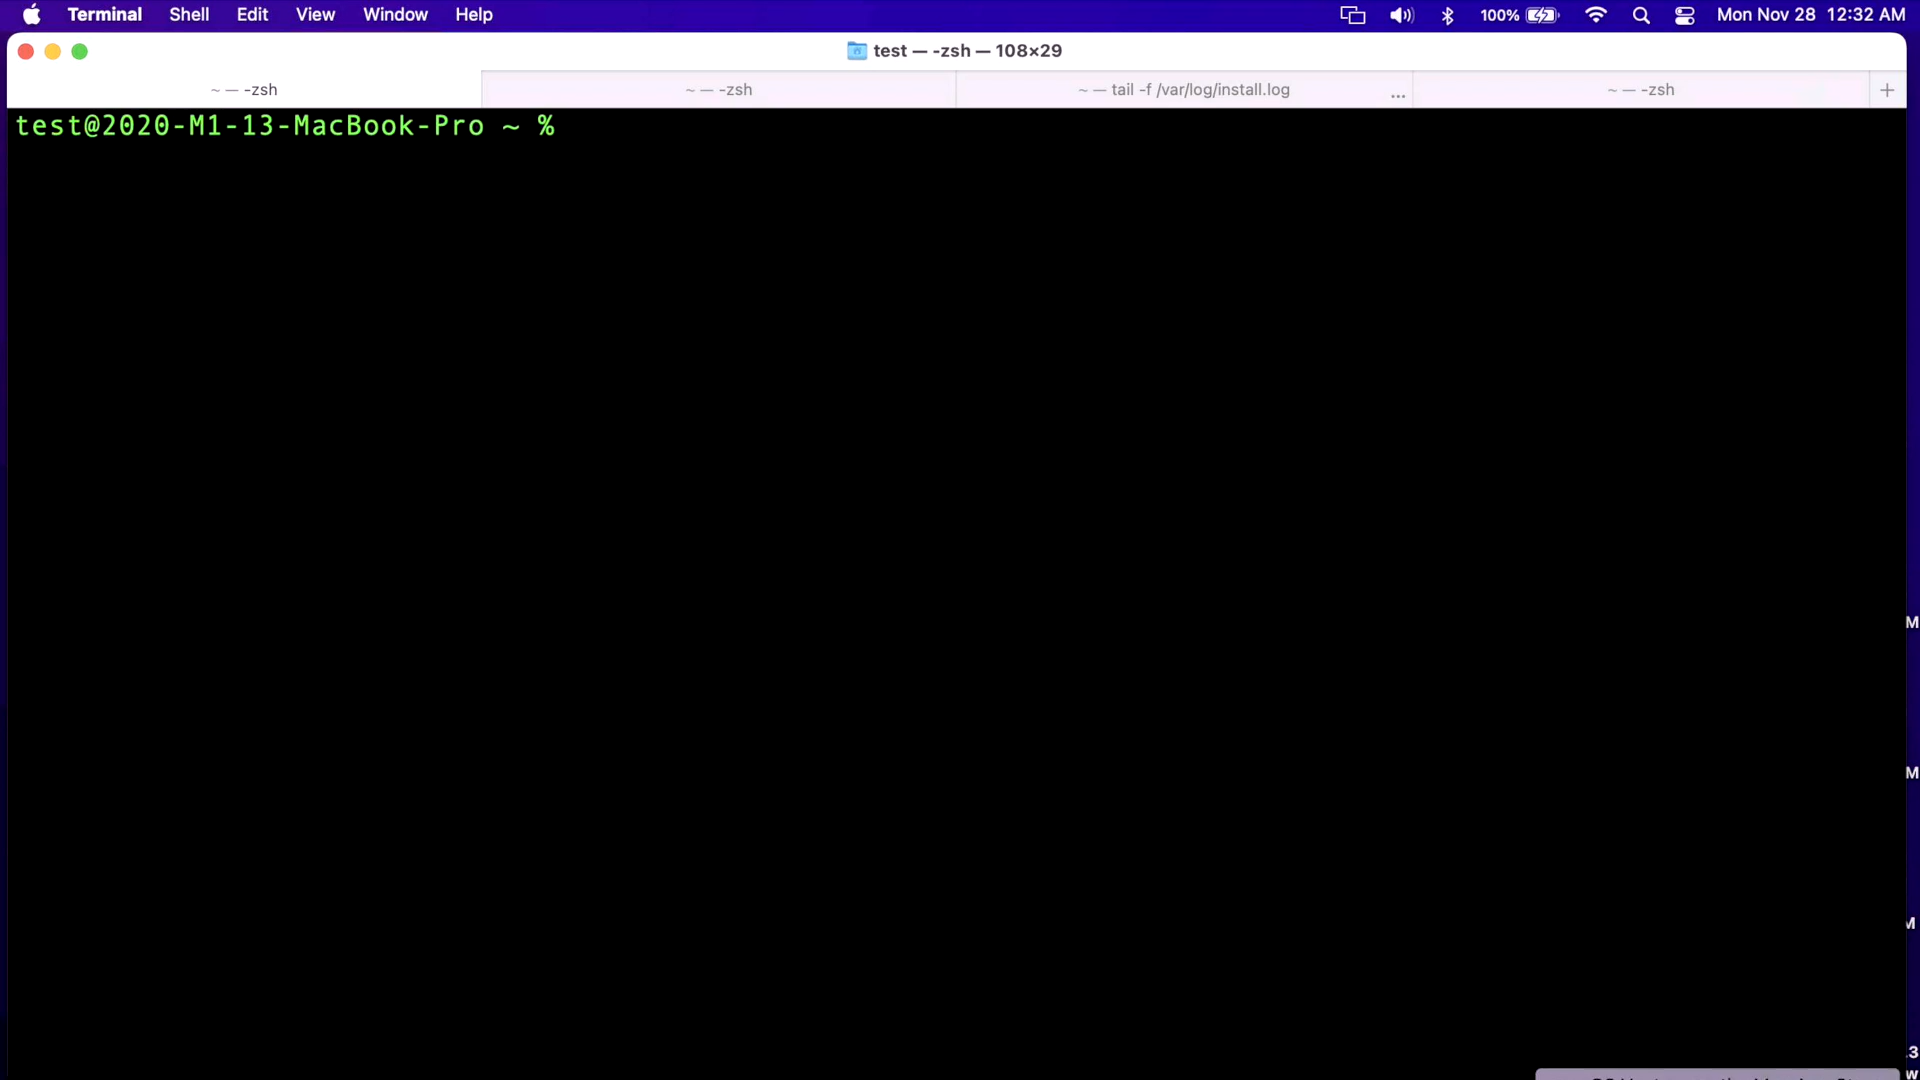 Terminal Shell Edit View Window Help 100% Mon Nov 28 12:32 AM
test — -zsh — 108×29
~ — -zsh ~ — -zsh ~ — tail -f /var/log/install.log ... ~ — -zsh +
test@2020-M1-13-MacBook-Pro ~ %
M
M
M
.3